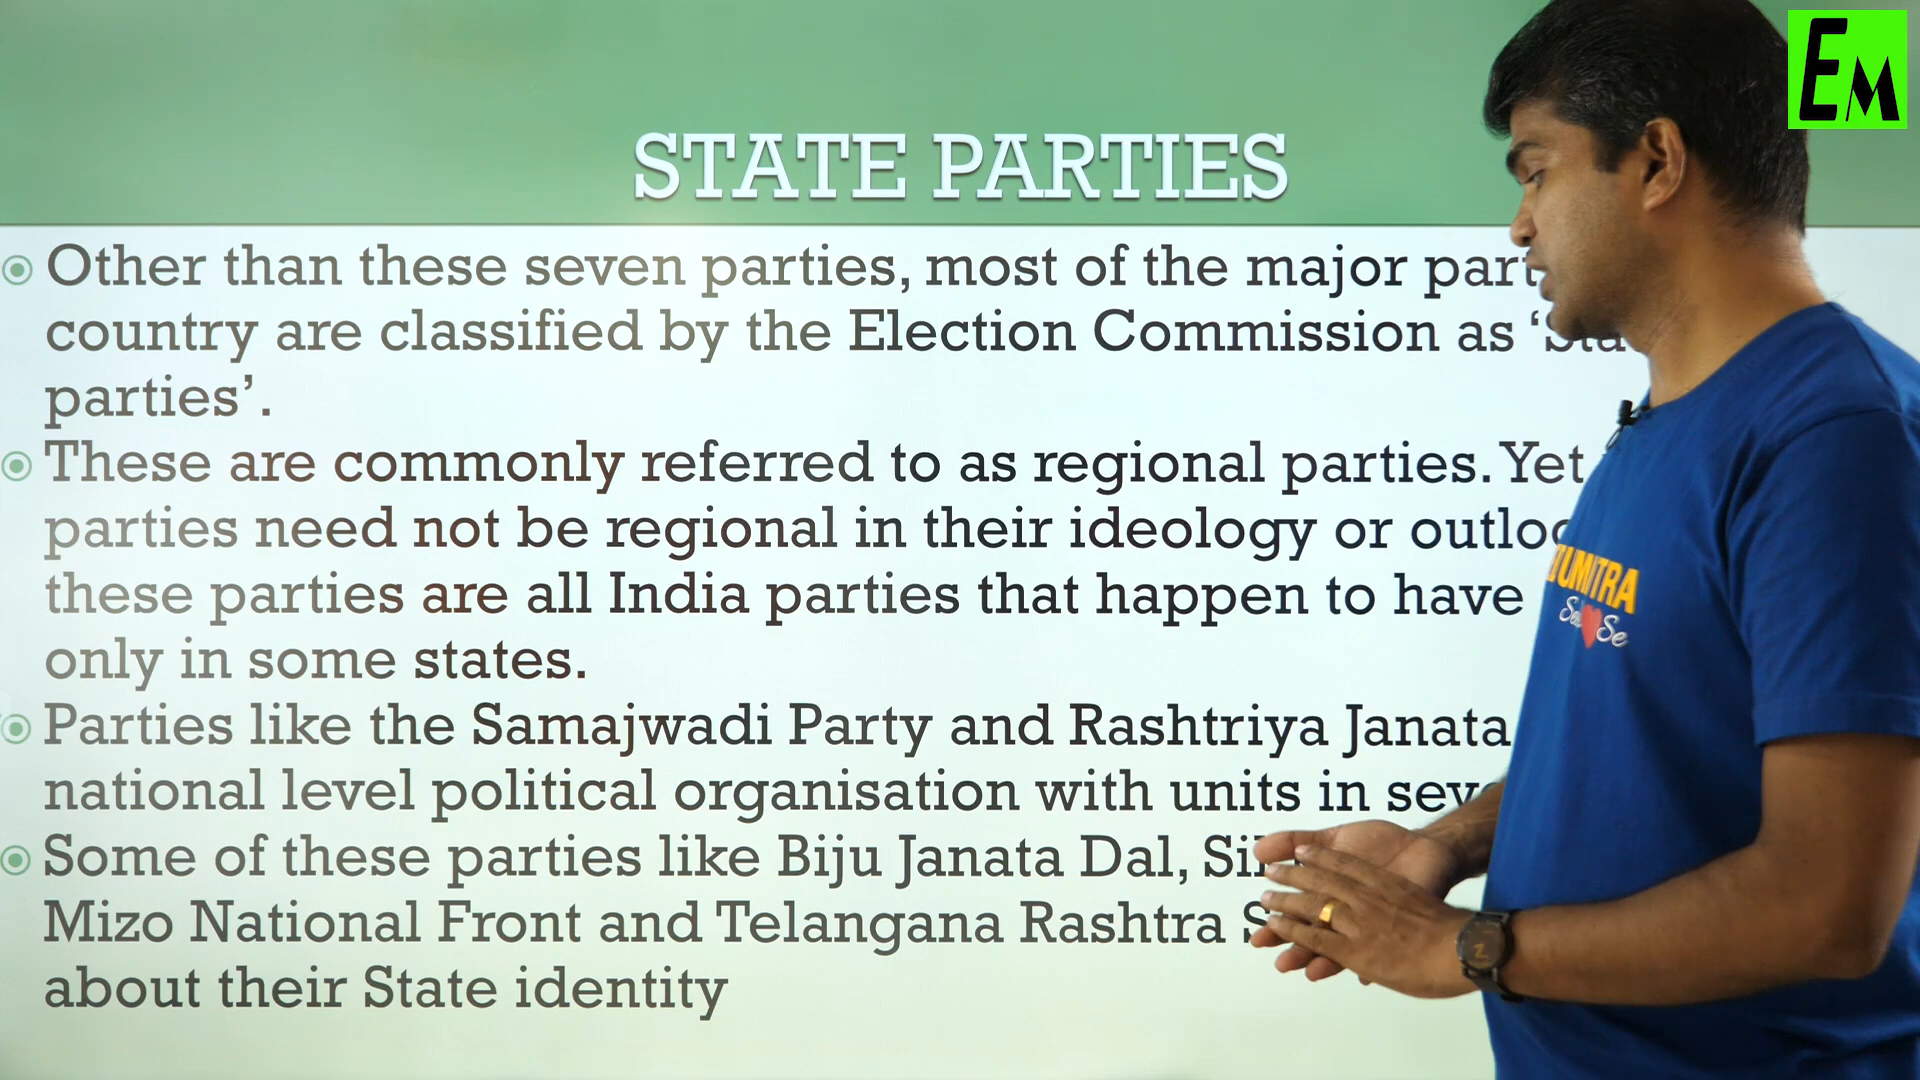 EM
STATE PARTIES
Other than these seven parties, most of the major
country are classified by the Election Commission as
parties’.
These are commonly referred to as regional parties. Yet
parties need not be regional in their ideology or
these parties are all India parties that happen to have
only in some states.
Parties like the Samajwadi Party and Rashtriya Janata
national level political organisation with units in
Some of these parties like Biju Janata Dal,
Mizo National Front and Telangana Rashtra
about their State identity
Se